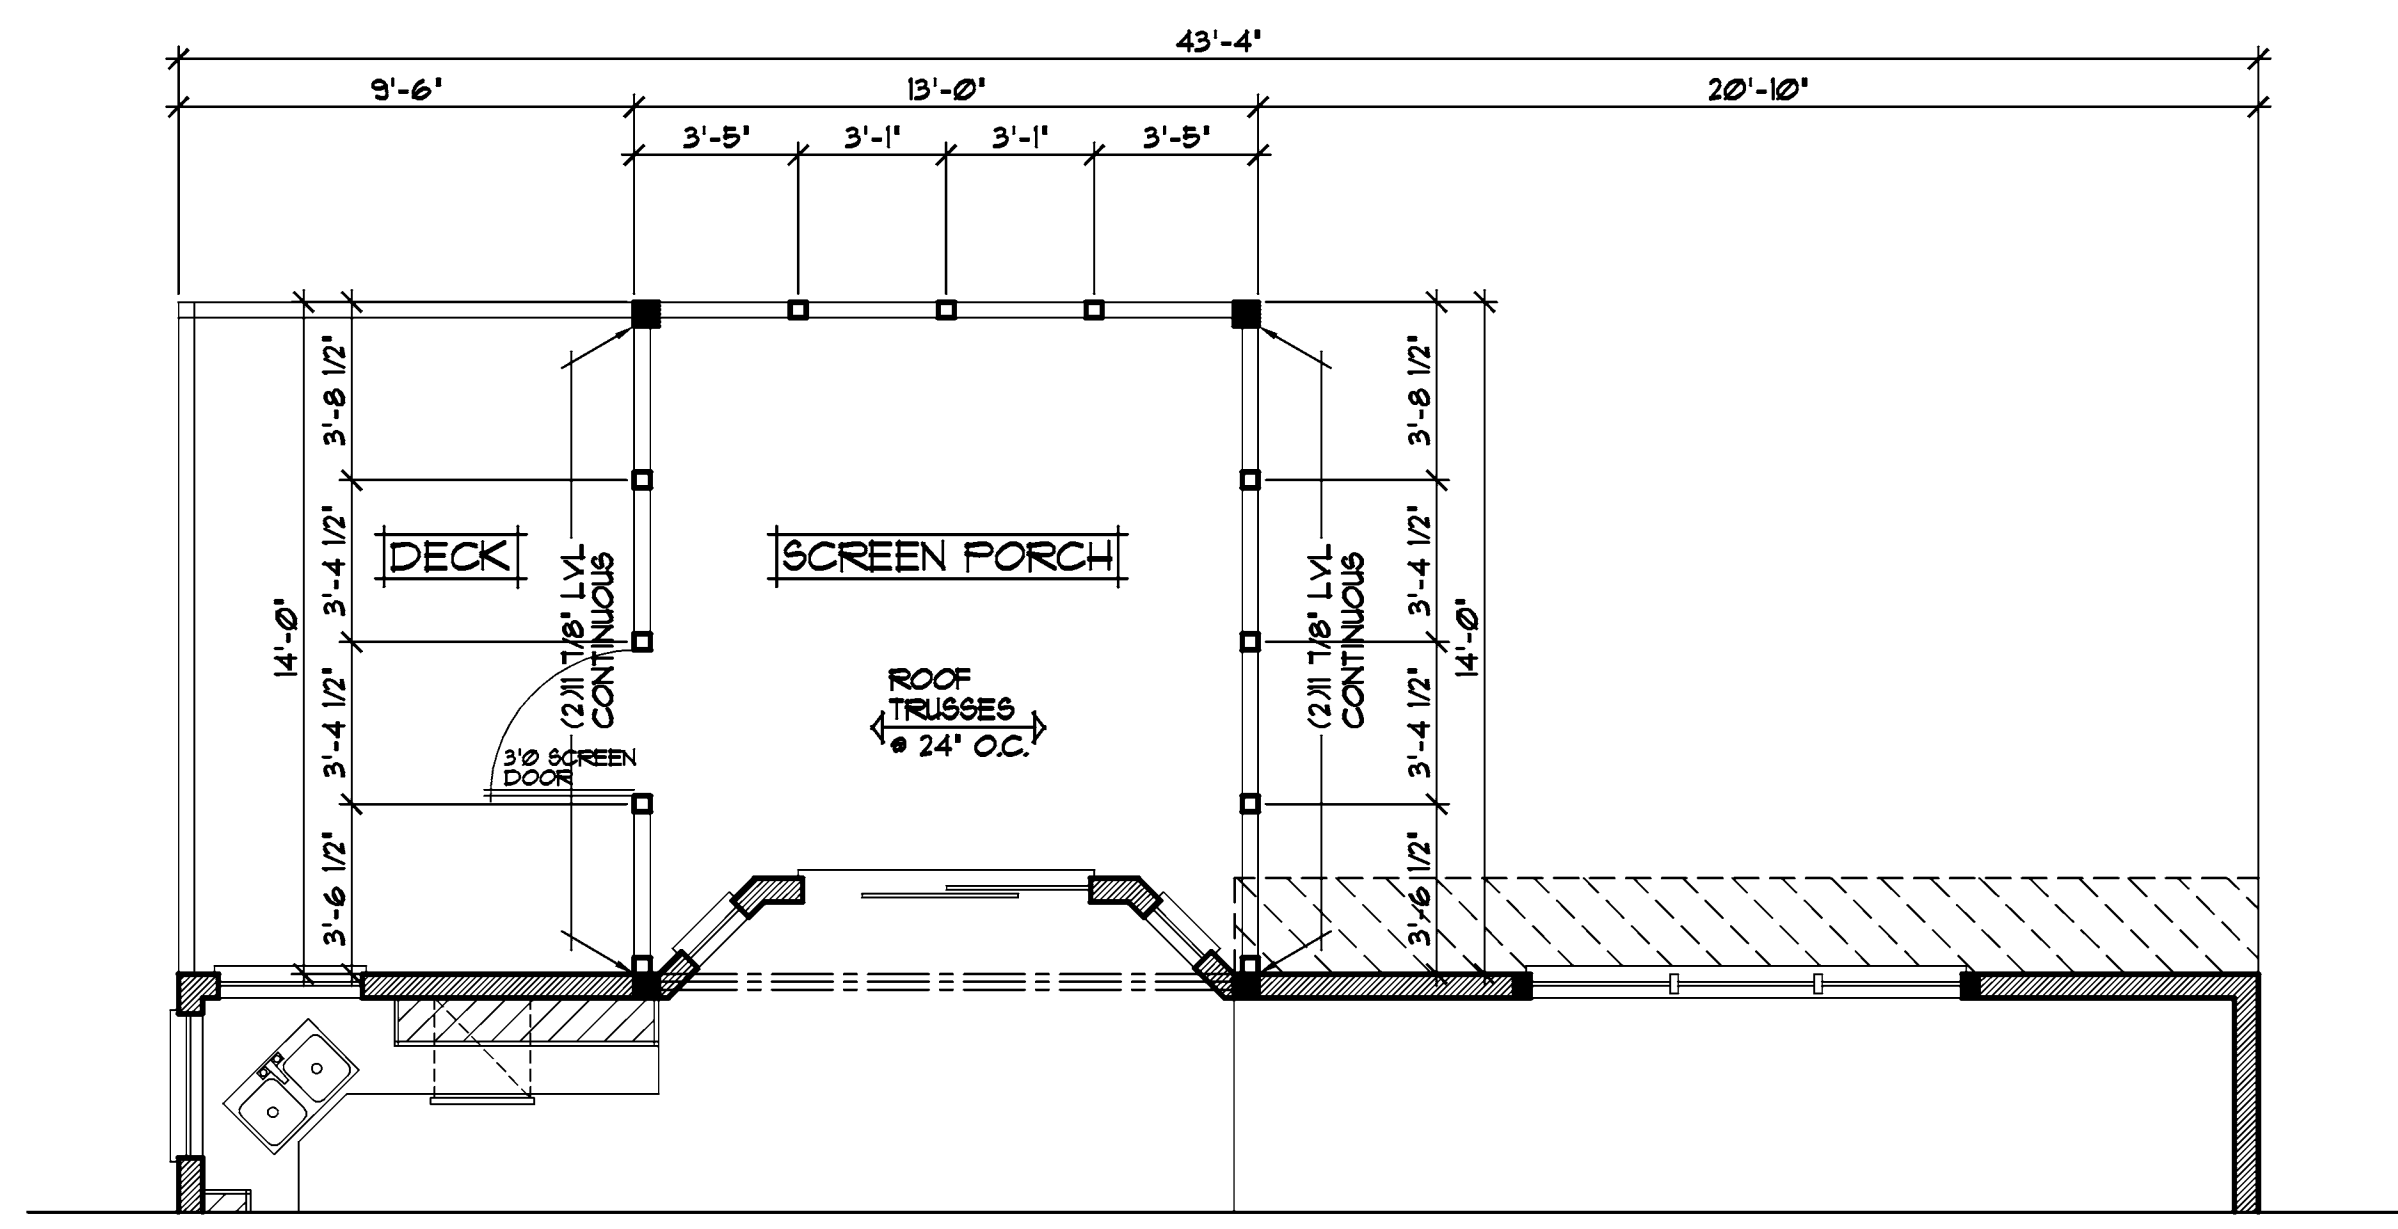 43'-4"
9'-6"
13'-0"
20'-10"
3'-5"
3'-1"
3'-1"
3'-5"
3'-8 1/2"
3'-4 1/2"
3'-4 1/2"
3'-6 1/2"
14'-0"
DECK
(2)11 7/8" LVL
CONTINUOUS
3'0 SCREEN
DOOR
SCREEN PORCH
ROOF
TRUSSES
@ 24" O.C.
(2)11 7/8" LVL
CONTINUOUS
3'-8 1/2"
3'-4 1/2"
3'-4 1/2"
3'-6 1/2"
14'-0"